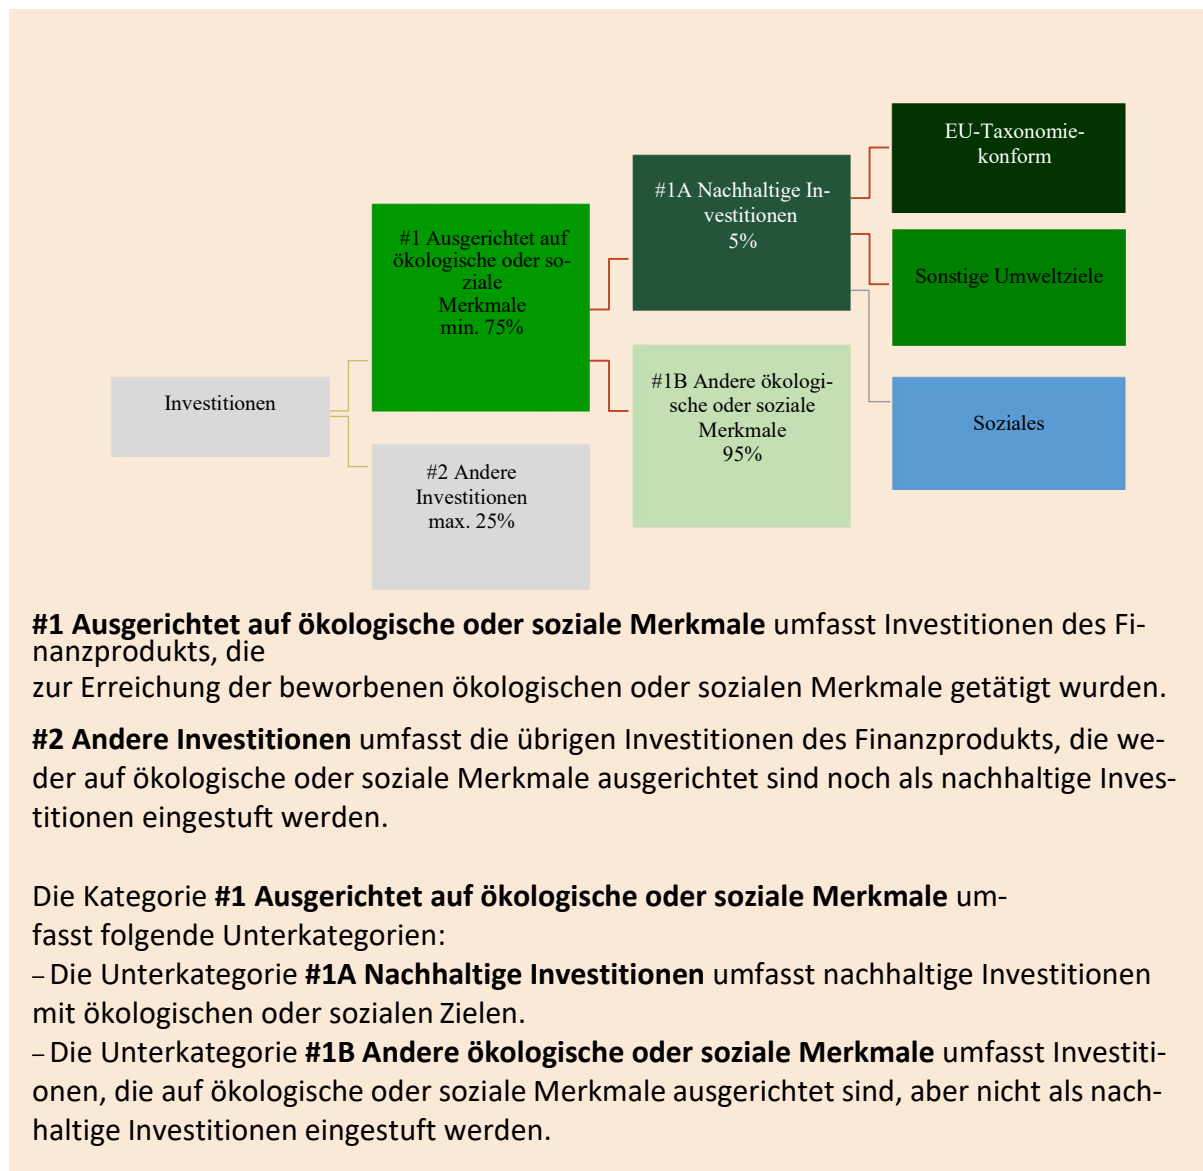 EU-Taxonomie-
konform
#1A Nachhaltige In-
vestitionen
5%
#1 Ausgerichtet auf
ökologische oder so-
ziale
Merkmale
min. 75%
Sonstige Umweltziele
Investitionen
#1B Andere ökologi-
sche oder soziale
Merkmale
95%
Soziales
#2 Andere
Investitionen
max. 25%
#1 Ausgerichtet auf ökologische oder soziale Merkmale umfasst Investitionen des Fi-
nanzprodukts, die
zur Erreichung der beworbenen ökologischen oder sozialen Merkmale getätigt wurden.
#2 Andere Investitionen umfasst die übrigen Investitionen des Finanzprodukts, die we-
der auf ökologische oder soziale Merkmale ausgerichtet sind noch als nachhaltige Inves-
titionen eingestuft werden.
Die Kategorie #1 Ausgerichtet auf ökologische oder soziale Merkmale um-
fasst folgende Unterkategorien:
– Die Unterkategorie #1A Nachhaltige Investitionen umfasst nachhaltige Investitionen
mit ökologischen oder sozialen Zielen.
– Die Unterkategorie #1B Andere ökologische oder soziale Merkmale umfasst Investiti-
onen, die auf ökologische oder soziale Merkmale ausgerichtet sind, aber nicht als nach-
haltige Investitionen eingestuft werden.